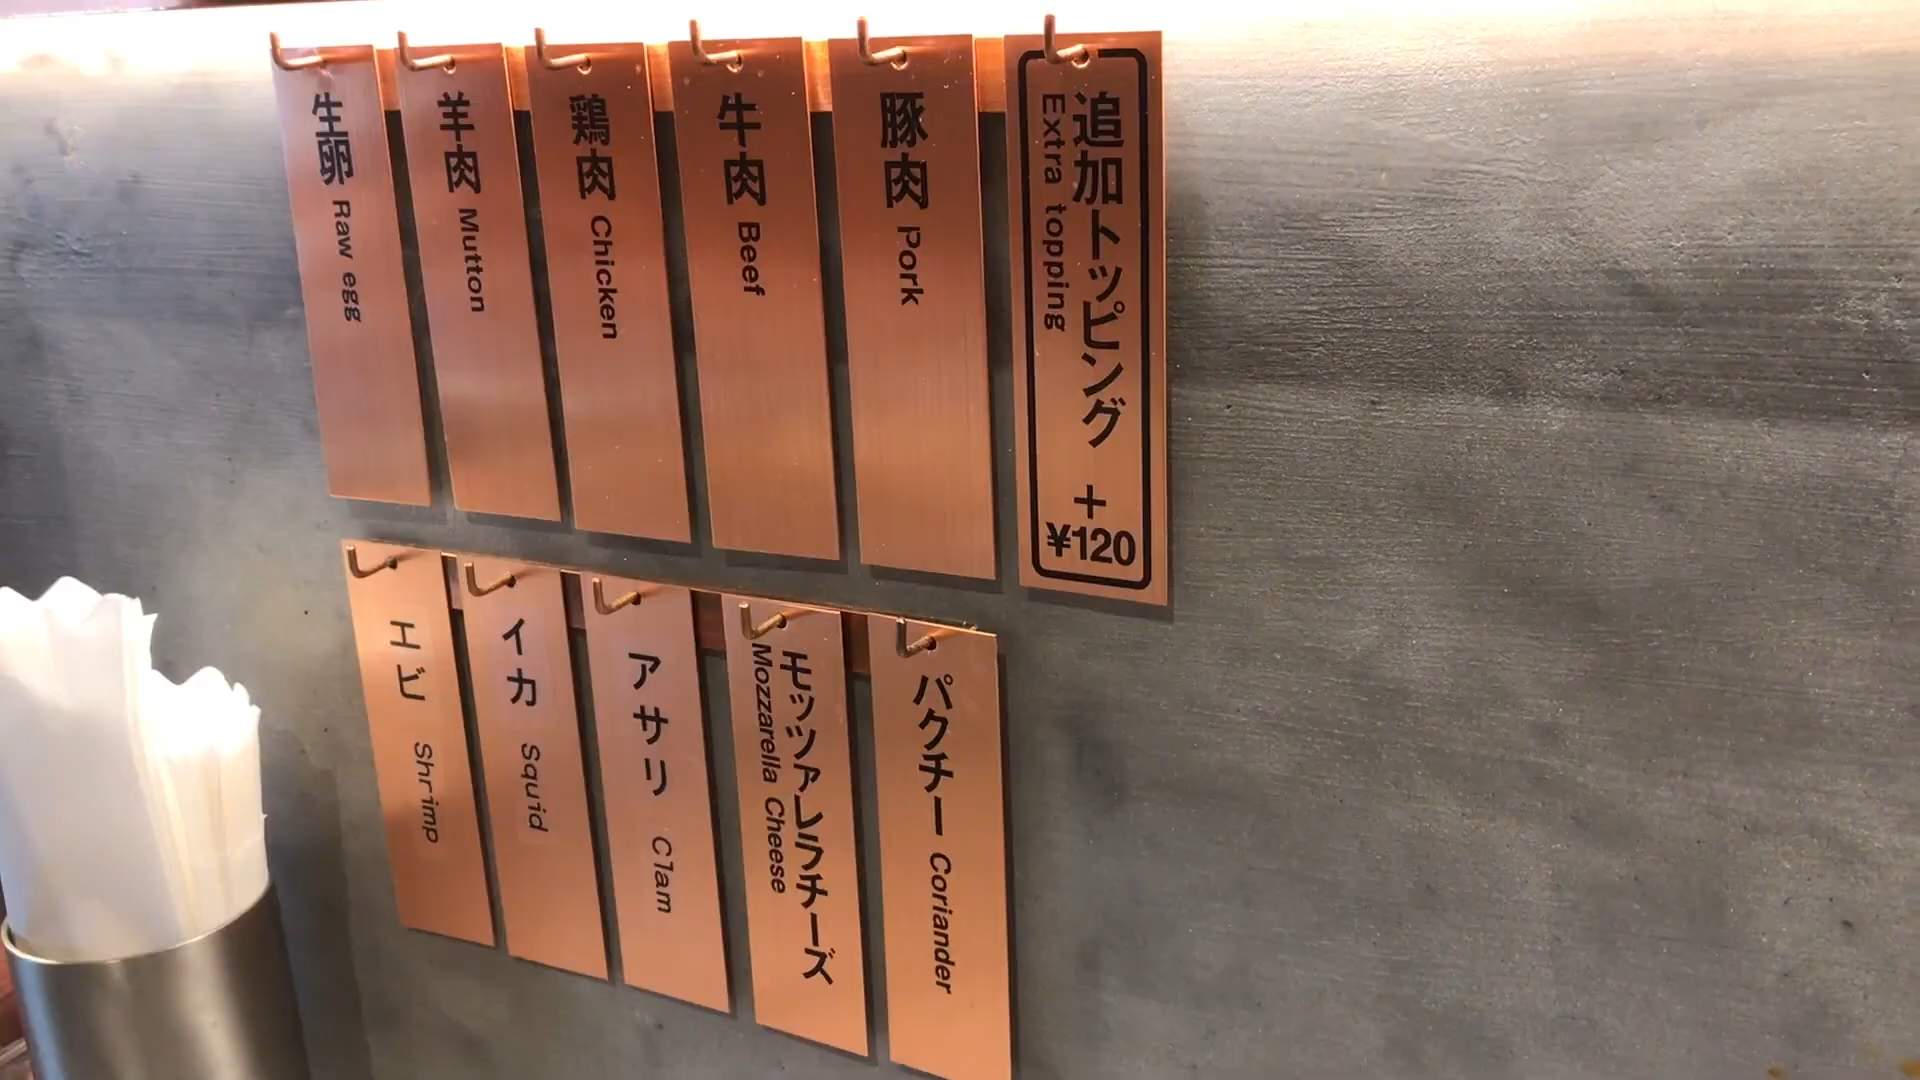 追加トッピング
Extra topping
+
¥120
豚肉 Pork
牛肉 Beef
鶏肉 Chicken
羊肉 Mutton
生卵 Raw egg
パクチー Coriander
モッツァレラチーズ
Mozzarella Cheese
アサリ Clam
イカ Squid
エビ Shrimp